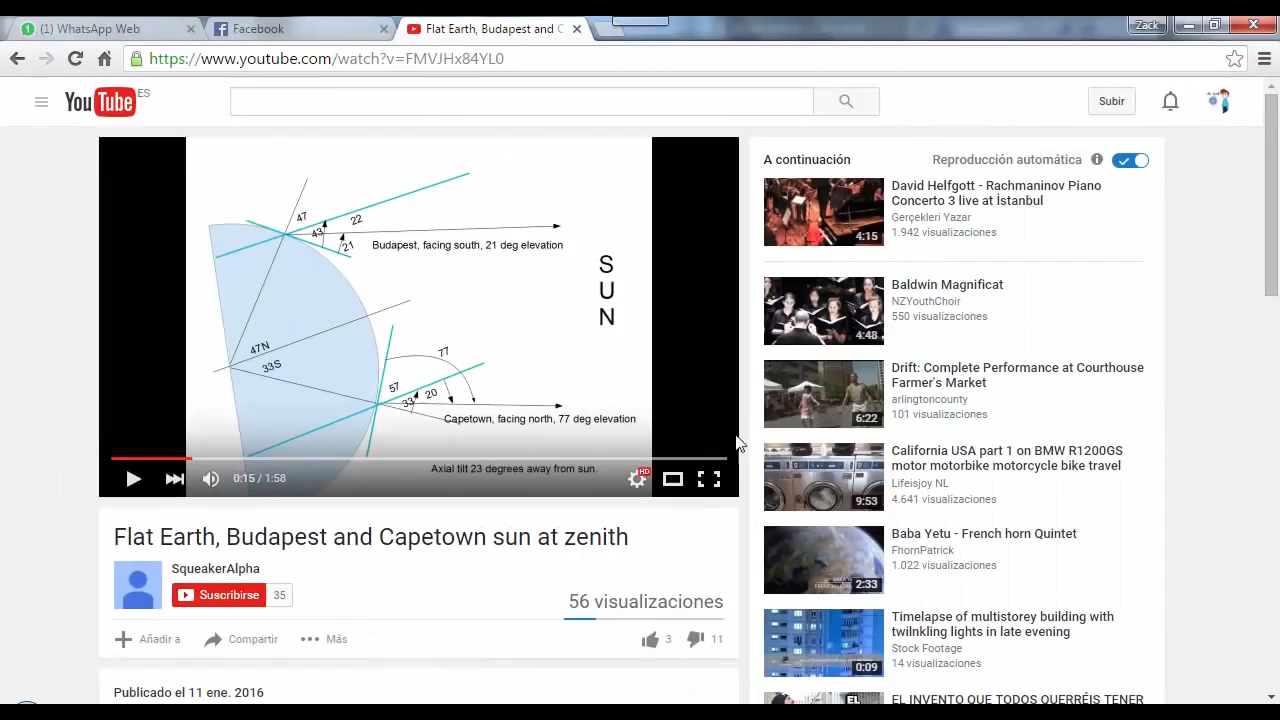 (1) WhatsApp Web
Facebook
Flat Earth, Budapest and C
Zack
https://www.youtube.com/watch?v=FMVJHx84YL0
YouTube ES
Subir
47
22
43
21
Budapest, facing south, 21 deg elevation
SUN
47N
33S
77
57
20
33
Capetown, facing north, 77 deg elevation
Axial tilt 23 degrees away from sun.
0:15 / 1:58
HD
Flat Earth, Budapest and Capetown sun at zenith
SqueakerAlpha
Suscribirse 35
56 visualizaciones
Añadir a
Compartir
Más
3
11
Publicado el 11 ene. 2016
A continuación
Reproducción automática
David Helfgott - Rachmaninov Piano
Concerto 3 live at İstanbul
Gerçekleri Yazar
1.942 visualizaciones
4:15
Baldwin Magnificat
NZYouthChoir
550 visualizaciones
4:48
Drift: Complete Performance at Courthouse
Farmer's Market
arlingtoncounty
101 visualizaciones
6:22
California USA part 1 on BMW R1200GS
motor motorbike motorcycle bike travel
Lifeisjoy NL
4.641 visualizaciones
9:53
Baba Yetu - French horn Quintet
FhornPatrick
1.022 visualizaciones
2:33
Timelapse of multistorey building with
twilnkling lights in late evening
Stock Footage
14 visualizaciones
0:09
EL INVENTO QUE TODOS QUERRÉIS TENER